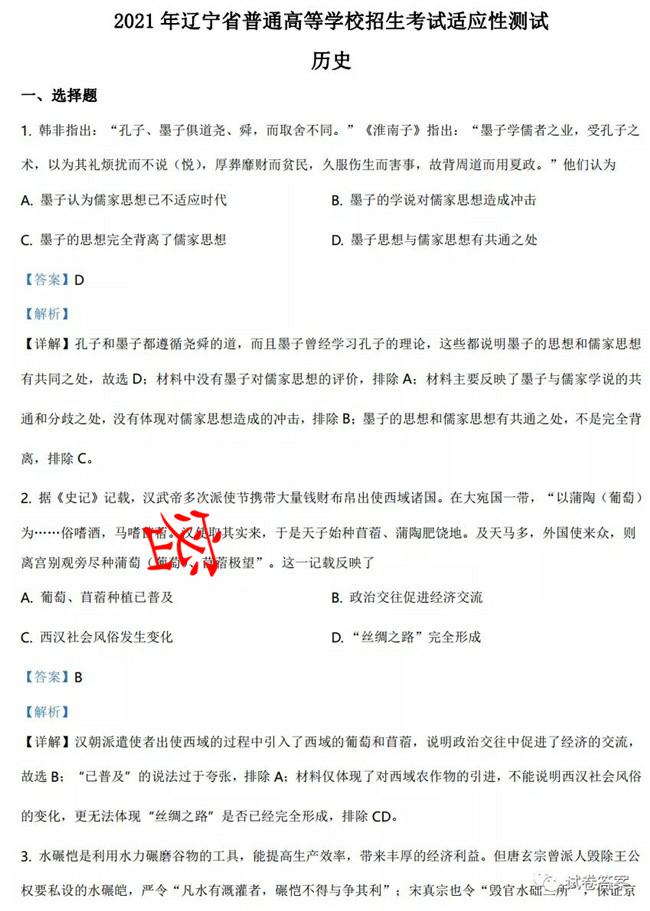 2021 年辽宁省普通高等学校招生考试适应性测试
历史
一、选择题
1. 韩非指出：“孔子、墨子俱道尧、舜，而取舍不同。”《淮南子》指出：“墨子学儒者之业，受孔子之
术，以为其礼烦扰而不说（悦），厚葬靡财而贫民，久服伤生而害事，故背周道而用夏政。”他们认为
A. 墨子认为儒家思想已不适应时代 B. 墨子的学说对儒家思想造成冲击
C. 墨子的思想完全背离了儒家思想 D. 墨子思想与儒家思想有共通之处
【答案】D
【解析】
【详解】孔子和墨子都遵循尧舜的道，而且墨子曾经学习孔子的理论，这些都说明墨子的思想和儒家思想
有共同之处，故选 D；材料中没有墨子对儒家思想的评价，排除 A；材料主要反映了墨子与儒家学说的共
通和分歧之处，没有体现对儒家思想造成的冲击，排除 B；墨子的思想和儒家思想有共通之处，不是完全背
离，排除 C。
2. 据《史记》记载，汉武帝多次派使节携带大量钱财布帛出使西域诸国。在大宛国一带，“以蒲陶（葡萄）
为……俗嗜酒，马嗜苜蓿。汉使取其实来，于是天子始种苜蓿、蒲陶肥饶地。及天马多，外国使来众，则
离宫别观旁尽种蒲萄（葡萄）、苜蓿极望”。这一记载反映了
A. 葡萄、苜蓿种植已普及 B. 政治交往促进经济交流
C. 西汉社会风俗发生变化 D. “丝绸之路”完全形成
【答案】B
【解析】
【详解】汉朝派遣使者出使西域的过程中引入了西域的葡萄和苜蓿，说明政治交往中促进了经济的交流，
故选 B；“已普及”的说法过于夸张，排除 A；材料仅体现了对西域农作物的引进，不能说明西汉社会风俗
的变化，更无法体现“丝绸之路”是否已经完全形成，排除 CD。
3. 水碾恺是利用水力碾磨谷物的工具，能提高生产效率，带来丰厚的经济利益。但唐玄宗曾派人毁除王公
权要私设的水碾皑，严令“凡水有溉灌者，碾恺不得与争其利”；宋真宗也令“毁官水础二所”，保证京
试卷答案